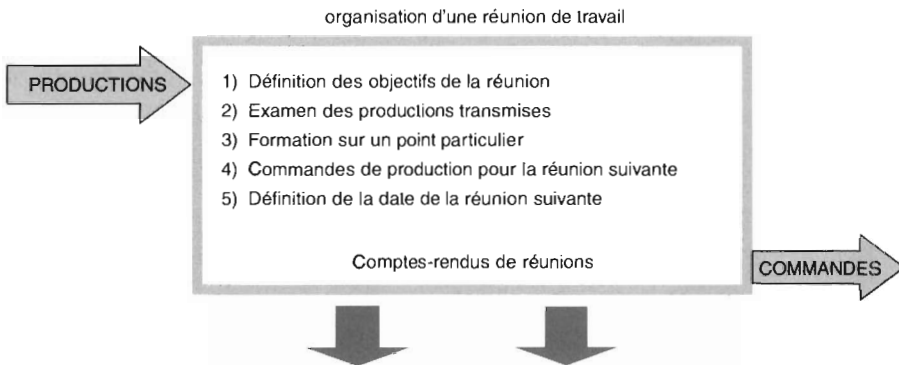 organisation d'une réunion de travail
PRODUCTIONS
1) Définition des objectifs de la réunion
2) Examen des productions transmises
3) Formation sur un point particulier
4) Commandes de production pour la réunion suivante
5) Définition de la date de la réunion suivante
Comptes-rendus de réunions
COMMANDES